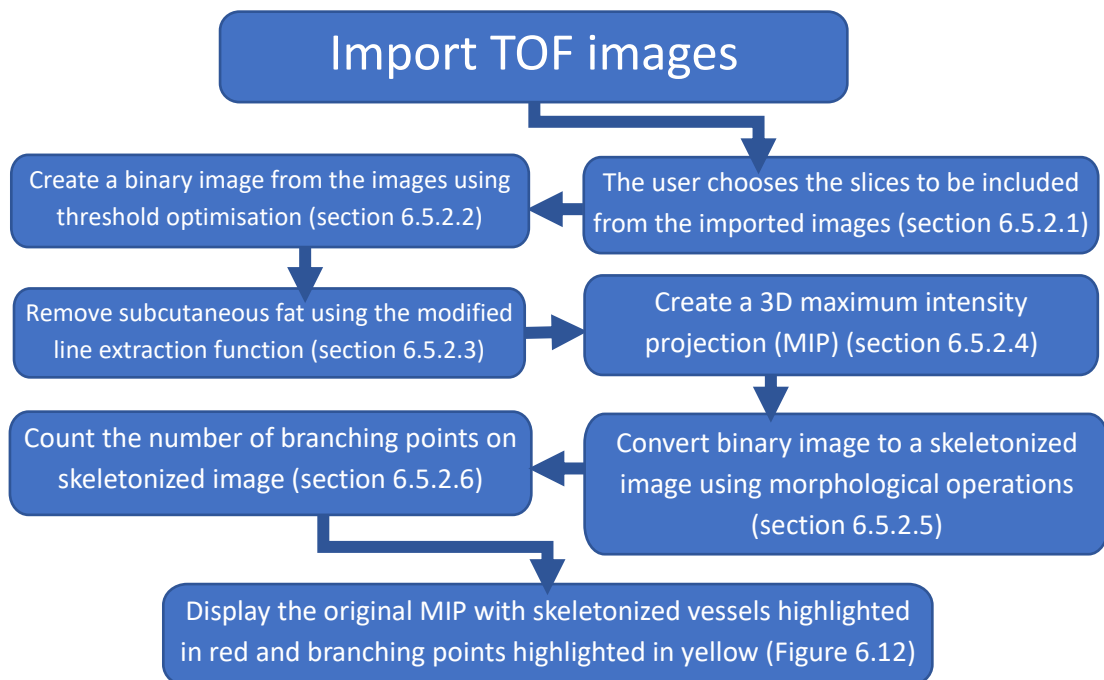 Import TOF images
The user chooses the slices to be included
from the imported images (section 6.5.2.1)
Create a binary image from the images using
threshold optimisation (section 6.5.2.2)
Remove subcutaneous fat using the modified
line extraction function (section 6.5.2.3)
Create a 3D maximum intensity
projection (MIP) (section 6.5.2.4)
Convert binary image to a skeletonized
image using morphological operations
(section 6.5.2.5)
Count the number of branching points on
skeletonized image (section 6.5.2.6)
Display the original MIP with skeletonized vessels highlighted
in red and branching points highlighted in yellow (Figure 6.12)